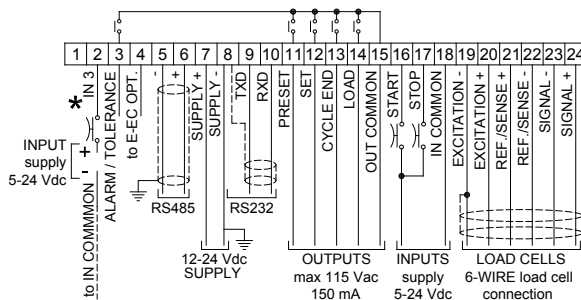 1 2 3 4 5 6 7 8 9 10 11 12 13 14 15 16 17 18 19 20 21 22 23 24
*
IN 3
ALARM / TOLERANCE
to E-EC OPT.
-
+
SUPPLY +
SUPPLY -
TXD
RXD
PRESET
SET
CYCLE END
LOAD
OUT COMMON
START
STOP
IN COMMON
EXCITATION -
EXCITATION +
REF./SENSE +
REF./SENSE -
SIGNAL -
SIGNAL +
INPUT
supply
5-24 Vdc
+
-
to IN COMMMON
RS485
RS232
12-24 Vdc
SUPPLY
OUTPUTS
max 115 Vac
150 mA
INPUTS
supply
5-24 Vdc
LOAD CELLS
6-WIRE load cell
connection